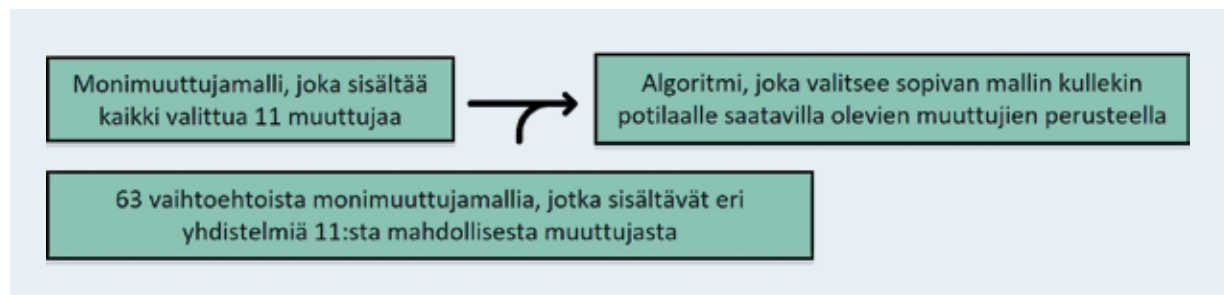 Monimuuttujamalli, joka sisältää
kaikki valittua 11 muuttujaa
Algoritmi, joka valitsee sopivan mallin kullekin
potilaalle saatavilla olevien muuttujien perusteella
63 vaihtoehtoista monimuuttujamallia, jotka sisältävät eri
yhdistelmiä 11:sta mahdollisesta muuttujasta